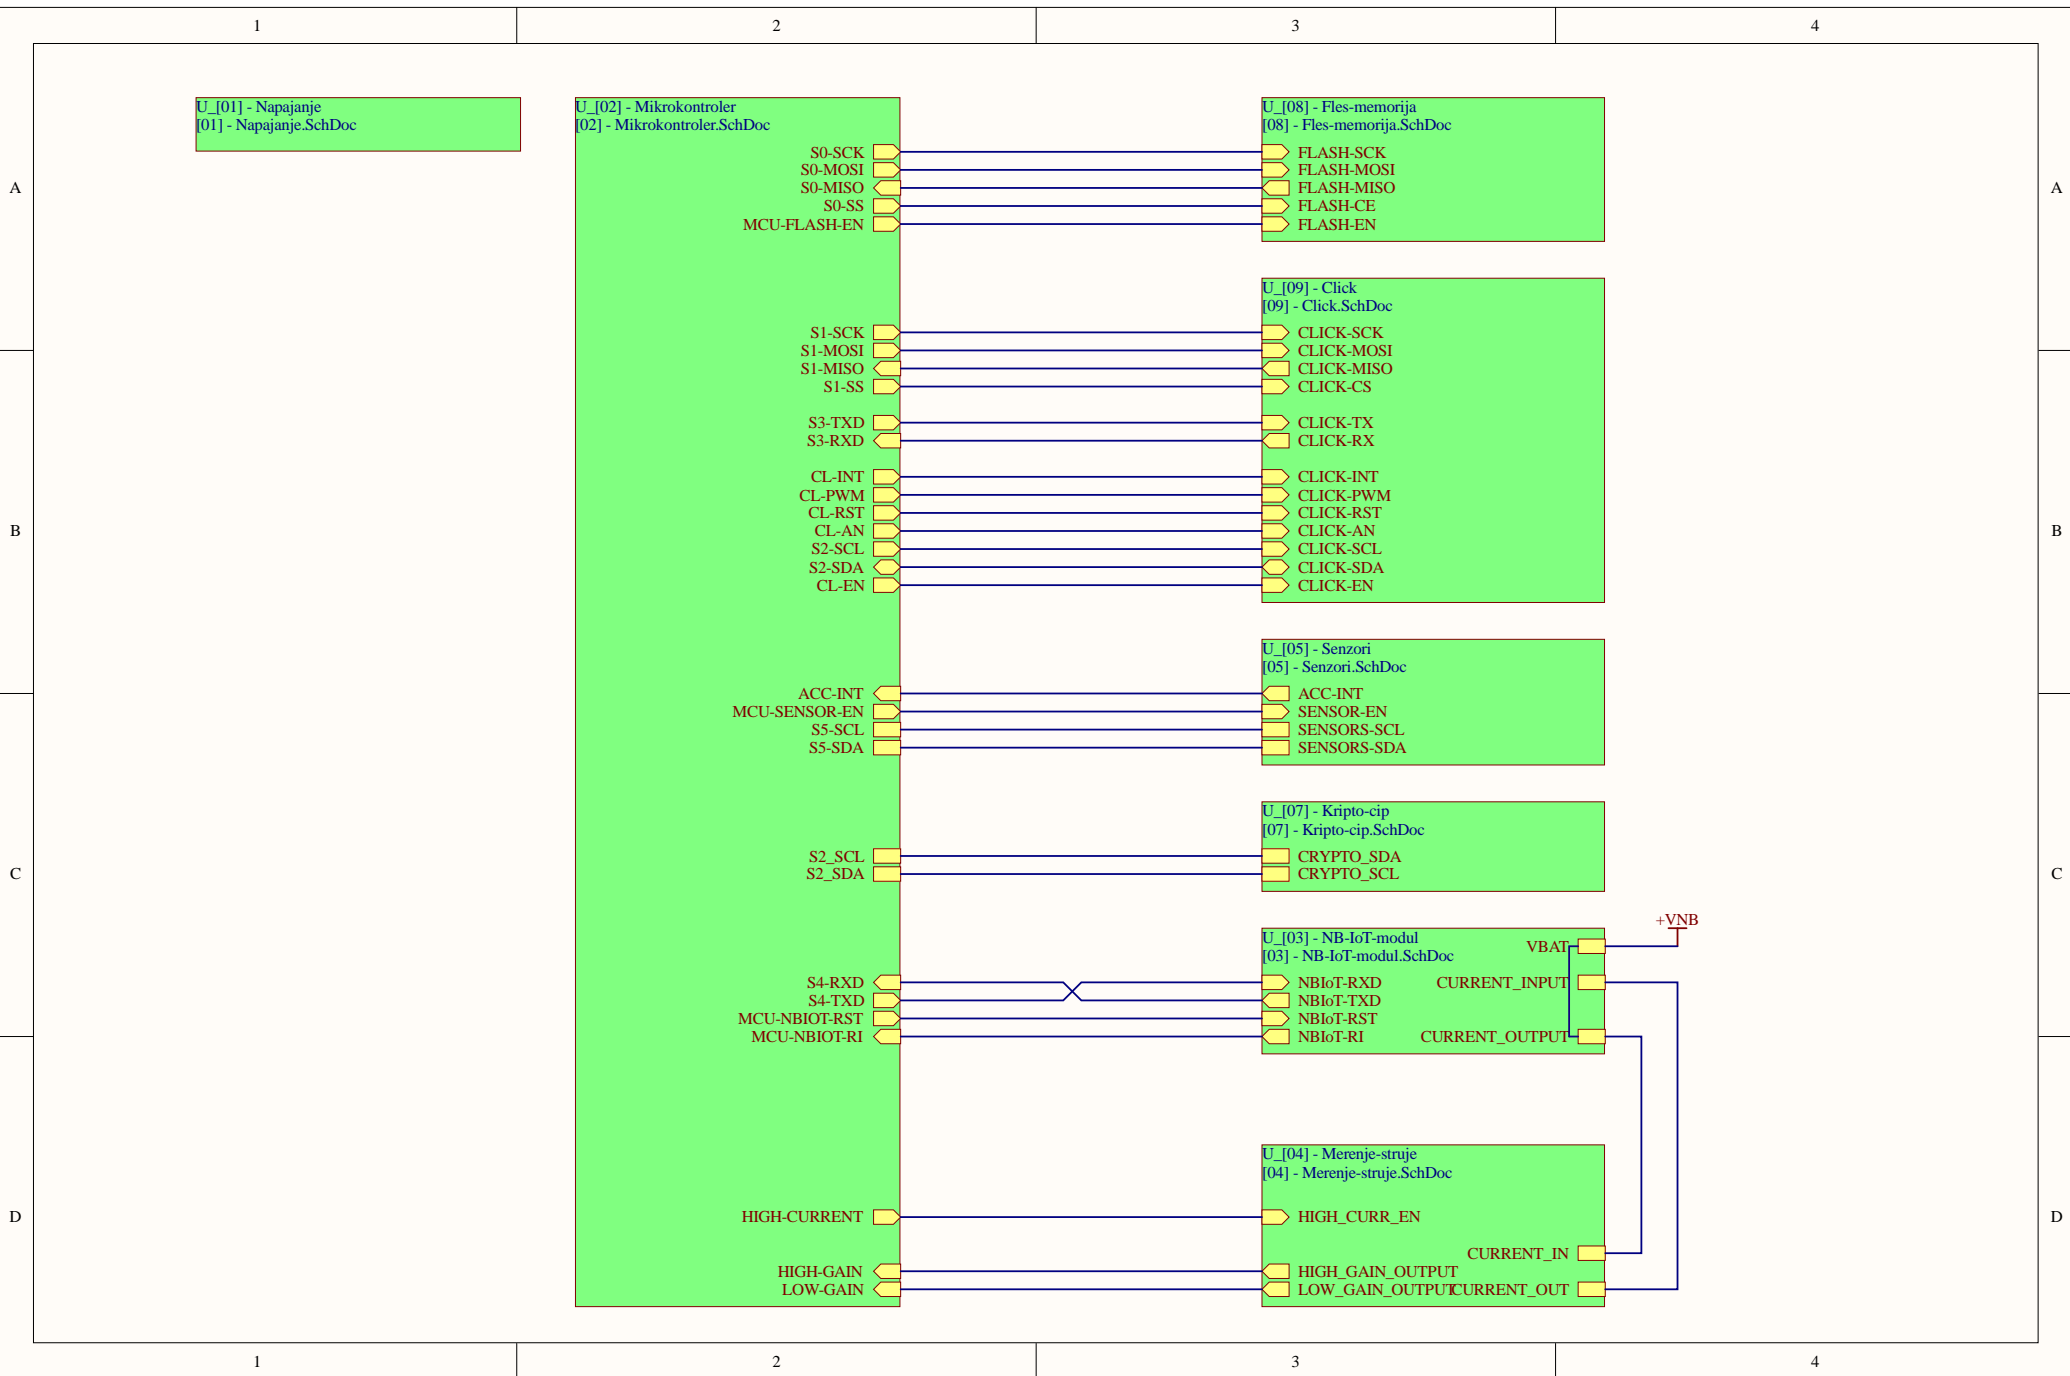 1 2 3 4
A A
B B
C C
D D
U_[01] - Napajanje
[01] - Napajanje.SchDoc
U_[02] - Mikrokontroler
[02] - Mikrokontroler.SchDoc
S0-SCK
S0-MOSI
S0-MISO
S0-SS
MCU-FLASH-EN
S1-SCK
S1-MOSI
S1-MISO
S1-SS
S3-TXD
S3-RXD
CL-INT
CL-PWM
CL-RST
CL-AN
S2-SCL
S2-SDA
CL-EN
ACC-INT
MCU-SENSOR-EN
S5-SCL
S5-SDA
S2_SCL
S2_SDA
S4-RXD
S4-TXD
MCU-NBIOT-RST
MCU-NBIOT-RI
HIGH-CURRENT
HIGH-GAIN
LOW-GAIN
U_[08] - Fles-memorija
[08] - Fles-memorija.SchDoc
FLASH-SCK
FLASH-MOSI
FLASH-MISO
FLASH-CE
FLASH-EN
U_[09] - Click
[09] - Click.SchDoc
CLICK-SCK
CLICK-MOSI
CLICK-MISO
CLICK-CS
CLICK-TX
CLICK-RX
CLICK-INT
CLICK-PWM
CLICK-RST
CLICK-AN
CLICK-SCL
CLICK-SDA
CLICK-EN
U_[05] - Senzori
[05] - Senzori.SchDoc
ACC-INT
SENSOR-EN
SENSORS-SCL
SENSORS-SDA
U_[07] - Kripto-cip
[07] - Kripto-cip.SchDoc
CRYPTO_SDA
CRYPTO_SCL
+VNB
U_[03] - NB-IoT-modul
[03] - NB-IoT-modul.SchDoc
VBAT
NBIoT-RXD CURRENT_INPUT
NBIoT-TXD
NBIoT-RST
NBIoT-RI CURRENT_OUTPUT
U_[04] - Merenje-struje
[04] - Merenje-struje.SchDoc
HIGH_CURR_EN
CURRENT_IN
HIGH_GAIN_OUTPUT
LOW_GAIN_OUTPUT CURRENT_OUT
1 2 3 4